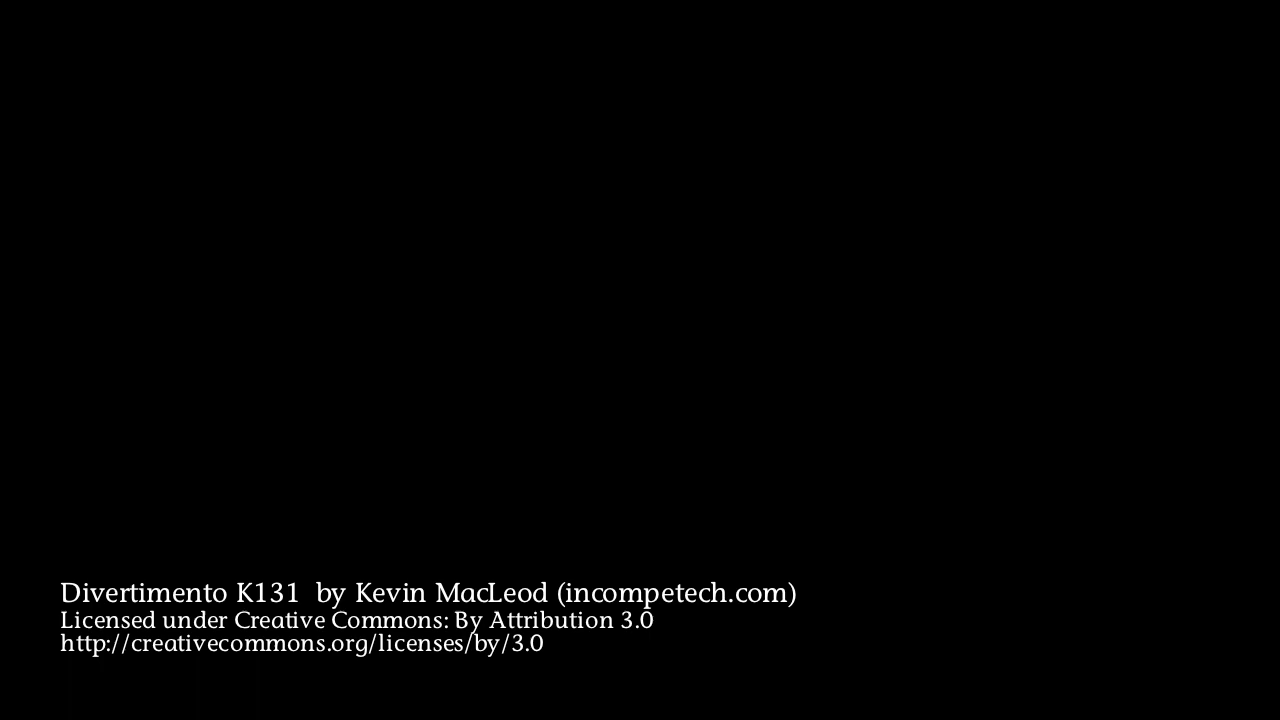 Divertimento K131  by Kevin MacLeod (incompetech.com)
Licensed under Creative Commons: By Attribution 3.0
http://creativecommons.org/licenses/by/3.0